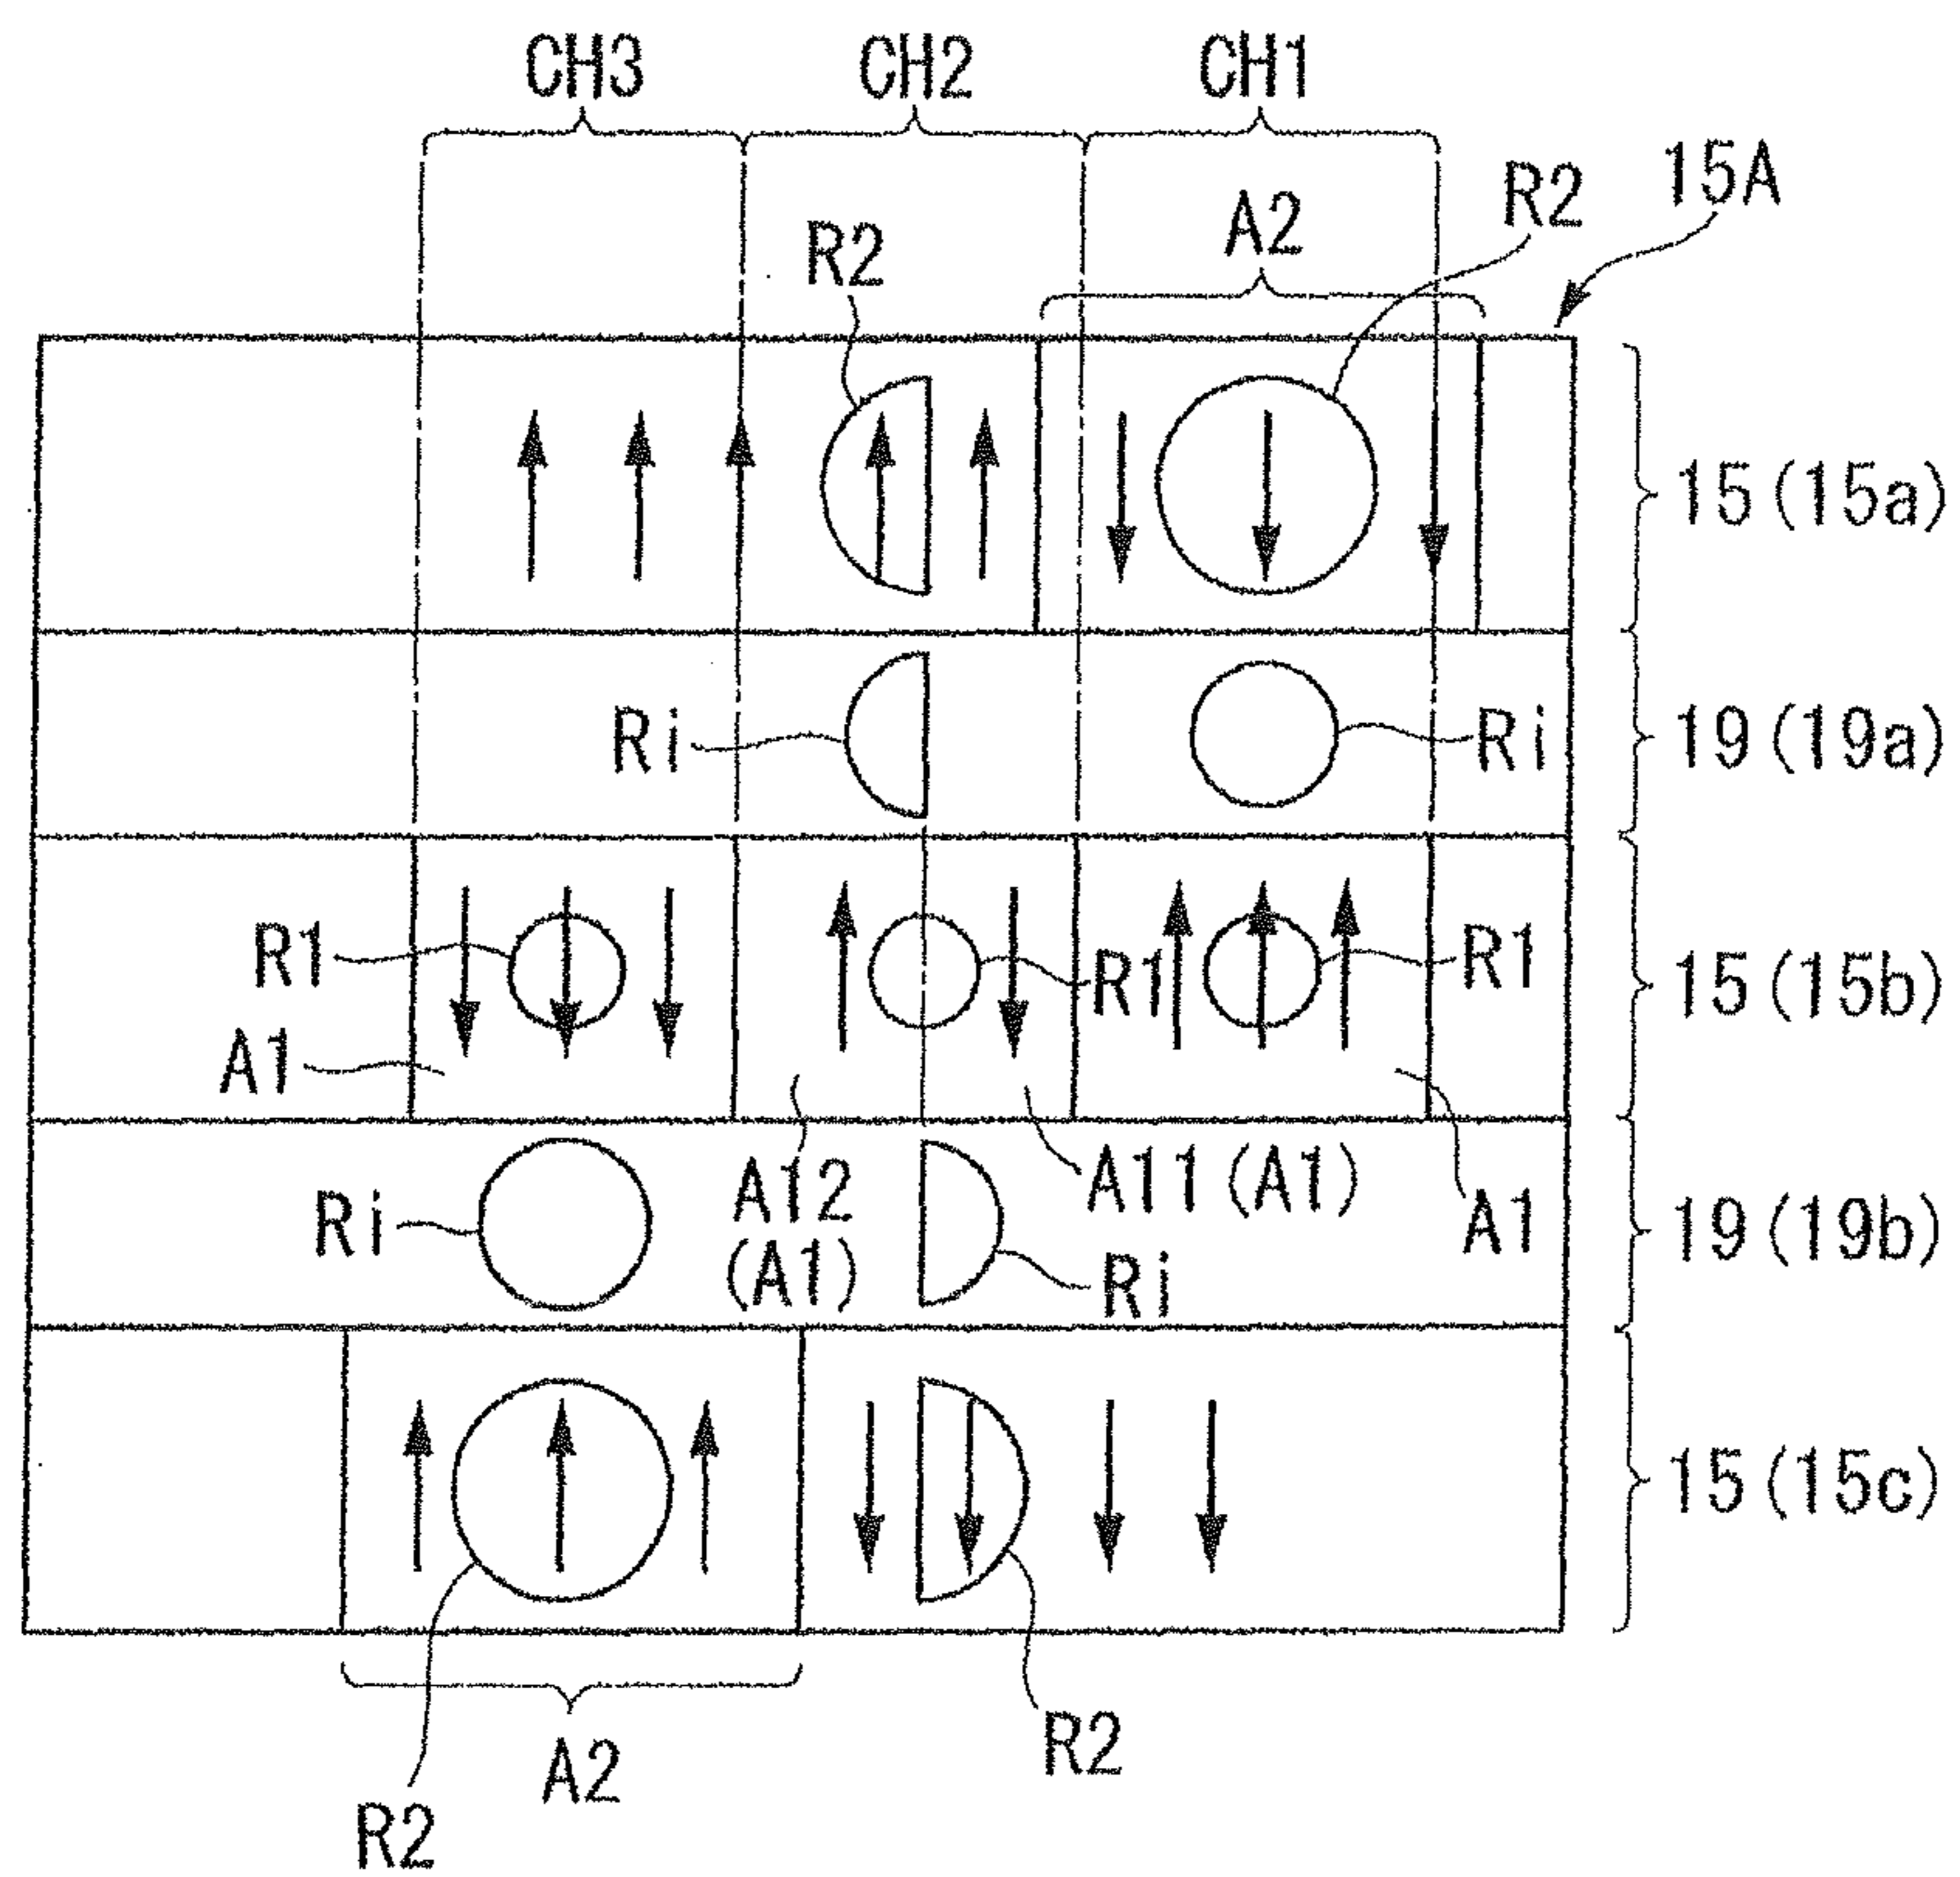 CH3 CH2 CH1
15A
R2
A2
R2
15(15a)
Ri
Ri
19(19a)
R1
R1
R1
15(15b)
A1
A12
(A1)
A11(A1)
A1
Ri
Ri
19(19b)
15(15c)
A2
R2
R2